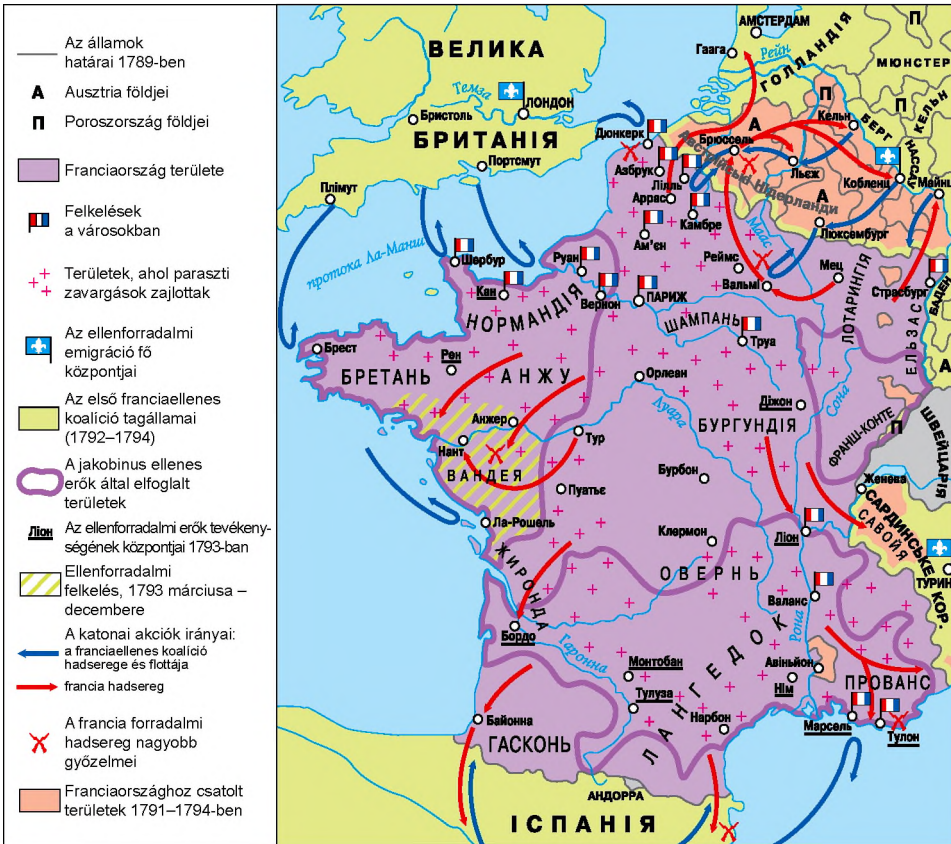 Az államok
határai 1789-ben
А
Ausztria földjei
П
Poroszország földjei
Franciaország területe
Felkelések
a városokban
Területek, ahol paraszti
zavargások zajlottak
Az ellenforradalmi
emigráció fő
központjai
Az első franciaellenes
koalíció tagállamai
(1792–1794)
A jakobinus ellenes
erők által elfoglalt
területek
Ліон
Az ellenforradalmi erők tevékeny-
ségének központjai 1793-ban
Ellenforradalmi
felkelés, 1793 márciusa –
decembere
A katonai akciók irányai:
a franciaellenes koalíció
hadserege és flottája
francia hadsereg
A francia forradalmi
hadsereg nagyobb
győzelmei
Franciaországhoz csatolt
területek 1791–1794-ben
АМСТЕРДАМ
Гаага
Рейн
ГОЛЛАНДІЯ
П
МЮНСТЕР
ВЕЛИКА
БРИТАНІЯ
Темза
Бристоль
ЛОНДОН
Портсмут
Плімут
протока Ла-Манш
Дюнкерк
Азбрук
Лілль
Аррас
Камбре
Ам'єн
Брюссель
А
Австрійські Нідерланди
Льєж
П
Кельн
БЕРГ
П
КЕЛЬН
НАССАУ
Кобленц
Майнц
А
Люксембург
Маас
Шербур
Руан
Кан
Вернон
НОРМАНДІЯ
ПАРИЖ
Реймс
Вальмі
Мец
ШАМПАНЬ
Труа
ЛОТАРИНГІЯ
Страсбург
ЕЛЬЗАС
БАДЕН
А
Брест
БРЕТАНЬ
Рен
АНЖУ
Орлеан
Луара
Анжер
Нант
Тур
ВАНДЕЯ
Пуатьє
Ла-Рошель
Діжон
Сона
БУРГУНДІЯ
ФРАНШ-КОНТЕ
П
ШВЕЙЦАРІЯ
Бурбон
Женева
Клермон
Ліон
САВОЙЯ
САРДИНСЬКЕ КОР.
ТУРИН
ОВЕРНЬ
ЖИРОНДА
Бордо
Гаронна
Валанс
Рона
Монтобан
Тулуза
ЛАНГЕДОК
Авіньйон
Нім
ПРОВАНС
Марсель
Тулон
Байонна
ГАСКОНЬ
Нарбон
АНДОРРА
ІСПАНІЯ